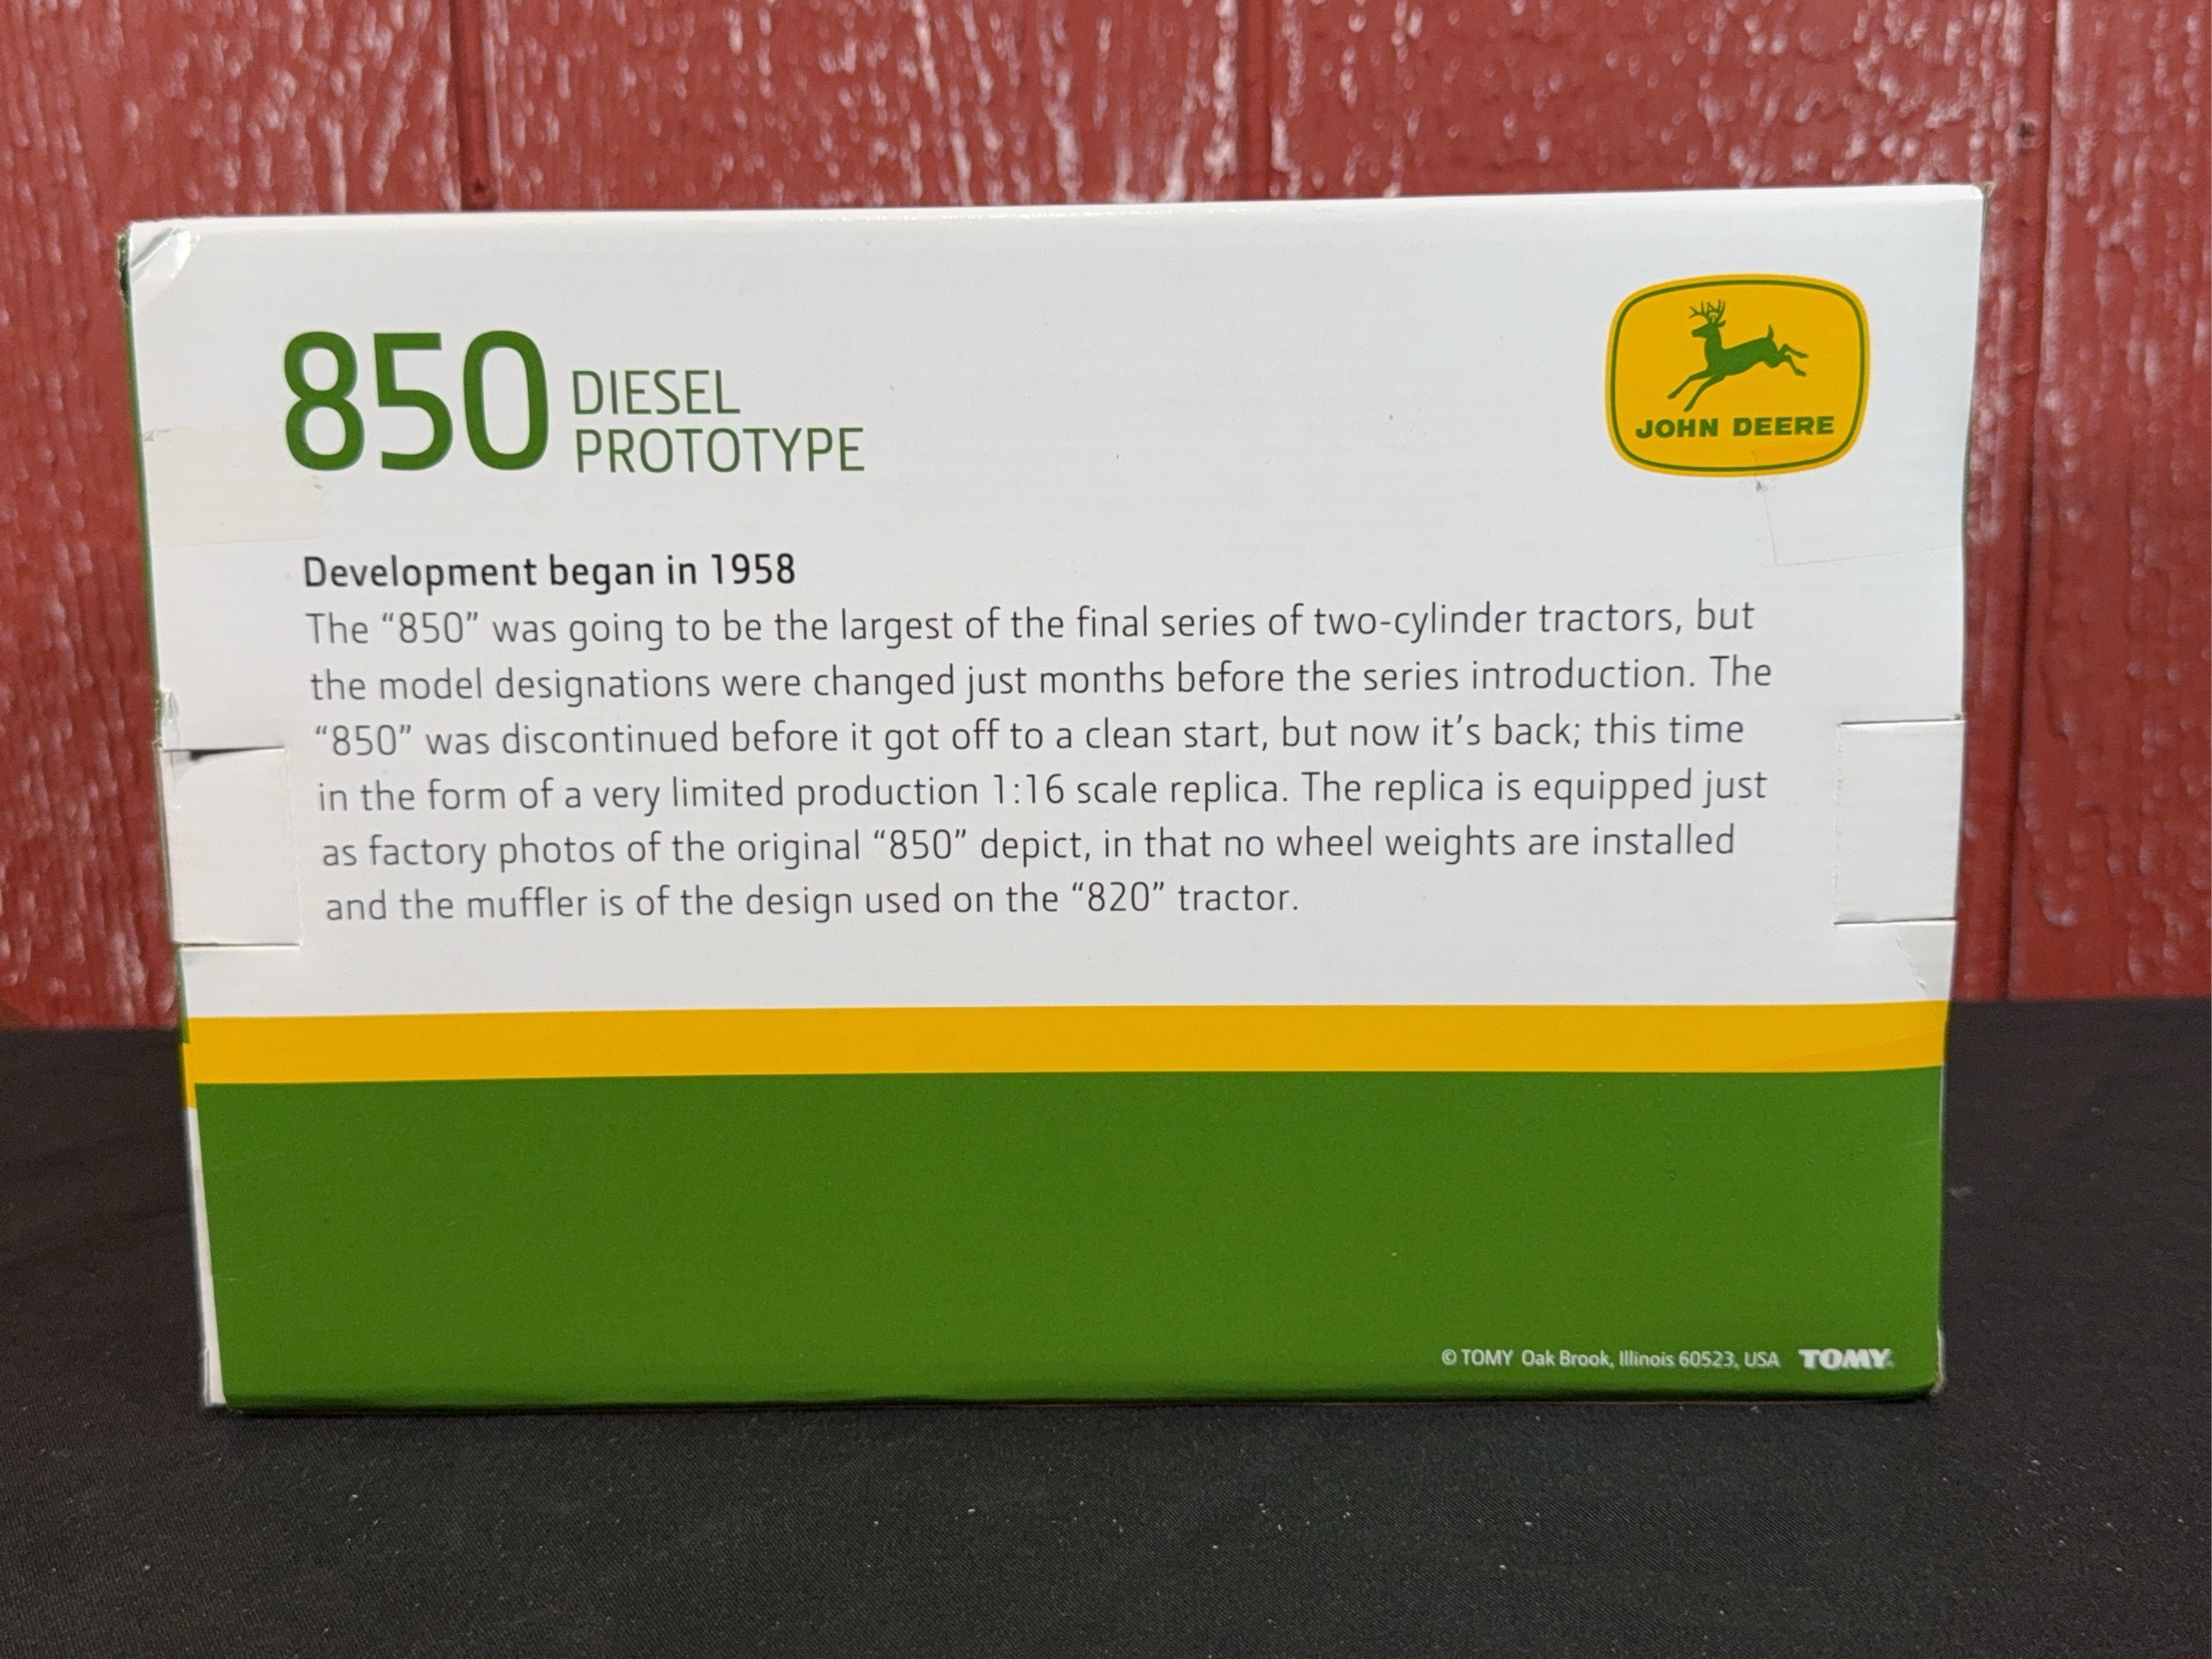 850 DIESEL
PROTOTYPE
JOHN DEERE
Development began in 1958
The “850” was going to be the largest of the final series of two-cylinder tractors, but
the model designations were changed just months before the series introduction. The
“850” was discontinued before it got off to a clean start, but now it’s back; this time
in the form of a very limited production 1:16 scale replica. The replica is equipped just
as factory photos of the original “850” depict, in that no wheel weights are installed
and the muffler is of the design used on the “820” tractor.
© TOMY Oak Brook, Illinois 60523, USA TOMY